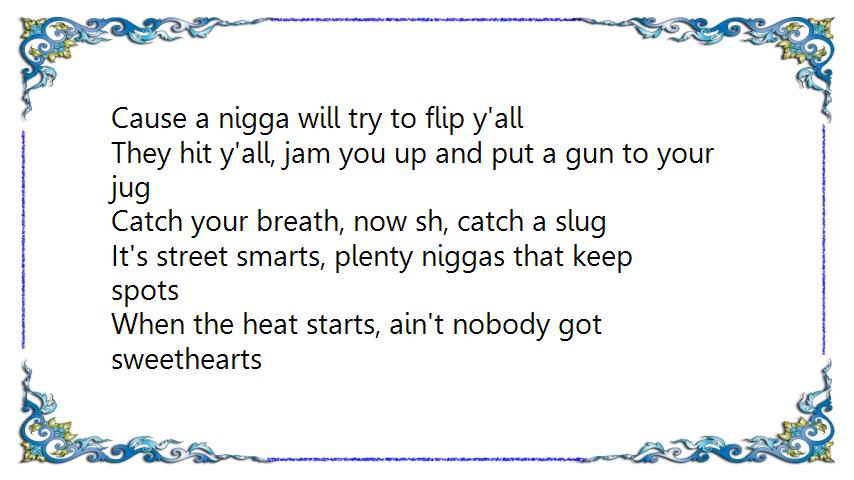 Cause a nigga will try to flip y'all
They hit y'all, jam you up and put a gun to your
jug
Catch your breath, now sh, catch a slug
It's street smarts, plenty niggas that keep
spots
When the heat starts, ain't nobody got
sweethearts